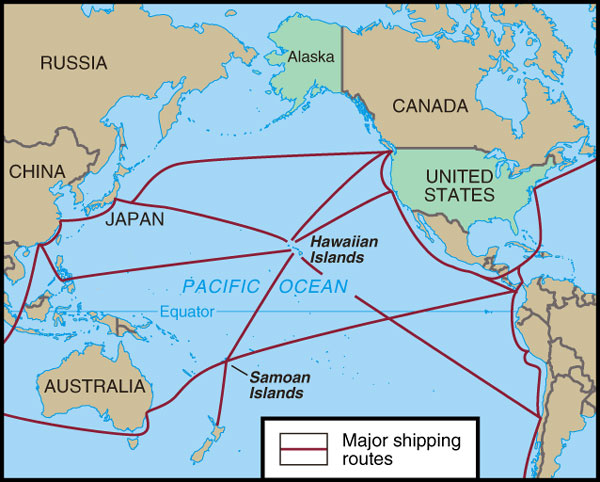 Alaska
RUSSIA
CANADA
CHINA
UNITED
STATES
JAPAN
Hawaiian
Islands
PACIFIC OCEAN
Equator
AUSTRALIA
Samoan
Islands
Major shipping
routes